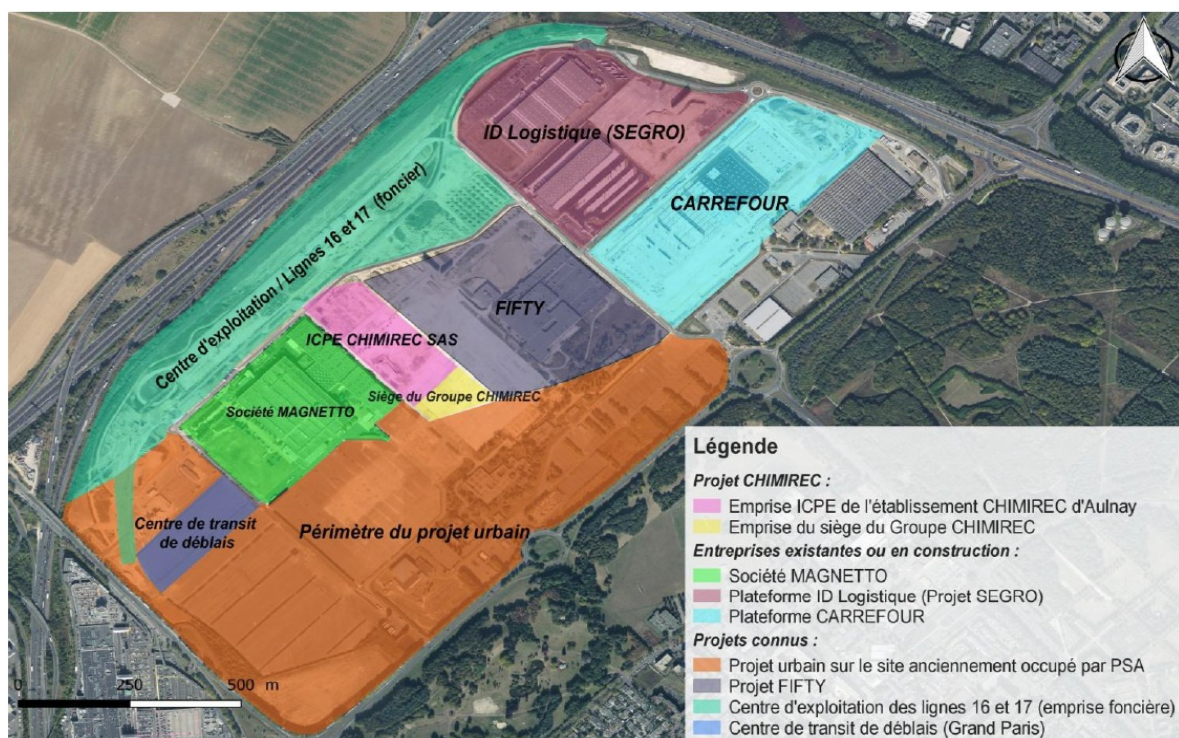 ID Logistique (SEGRO)
CARREFOUR
Centre d'exploitation / Lignes 16 et 17 (foncier)
FIFTY
ICPE CHIMIREC SAS
Siège du Groupe CHIMIREC
Société MAGNETTO
Centre de transit
de déblais
Périmètre du projet urbain
Légende
Projet CHIMIREC :
Emprise ICPE de l'établissement CHIMIREC d'Aulnay
Emprise du siège du Groupe CHIMIREC
Entreprises existantes ou en construction :
Société MAGNETTO
Plateforme ID Logistique (Projet SEGRO)
Plateforme CARREFOUR
Projets connus :
Projet urbain sur le site anciennement occupé par PSA
Projet FIFTY
Centre d'exploitation des lignes 16 et 17 (emprise foncière)
Centre de transit de déblais (Grand Paris)
0 250 500 m